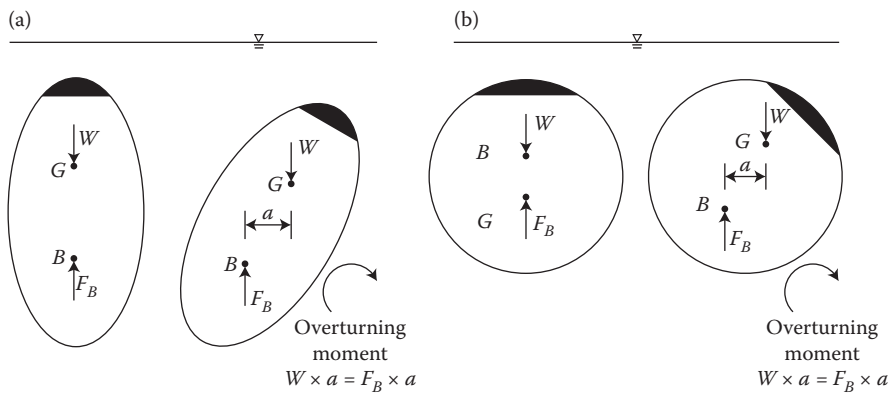 (a)
W
G
B
F_B
W
G
a
B
F_B
Overturning
moment
W × a = F_B × a
(b)
W
B
G
F_B
W
G
a
B
F_B
Overturning
moment
W × a = F_B × a